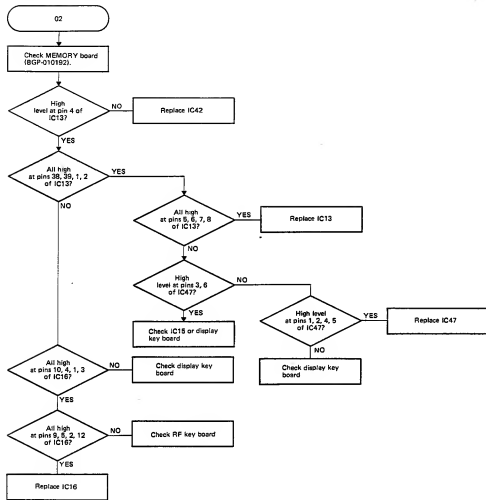 02
Check MEMORY board
(BGP-010192).
High
level at pin 4 of
IC13?
NO
Replace IC42
YES
All high
at pins 38, 39, 1, 2
of IC13?
YES
NO
All high
at pins 5, 6, 7, 8
of IC13?
YES
Replace IC13
NO
High
level at pins 3, 6
of IC47?
NO
YES
Check IC15 or display
key board
High level
at pins 1, 2, 4, 5
of IC47?
YES
Replace IC47
NO
Check display key
board
All high
at pins 10, 4, 1, 3
of IC16?
NO
Check display key
board
YES
All high
at pins 9, 5, 2, 12
of IC16?
NO
Check RF key board
YES
Replace IC16